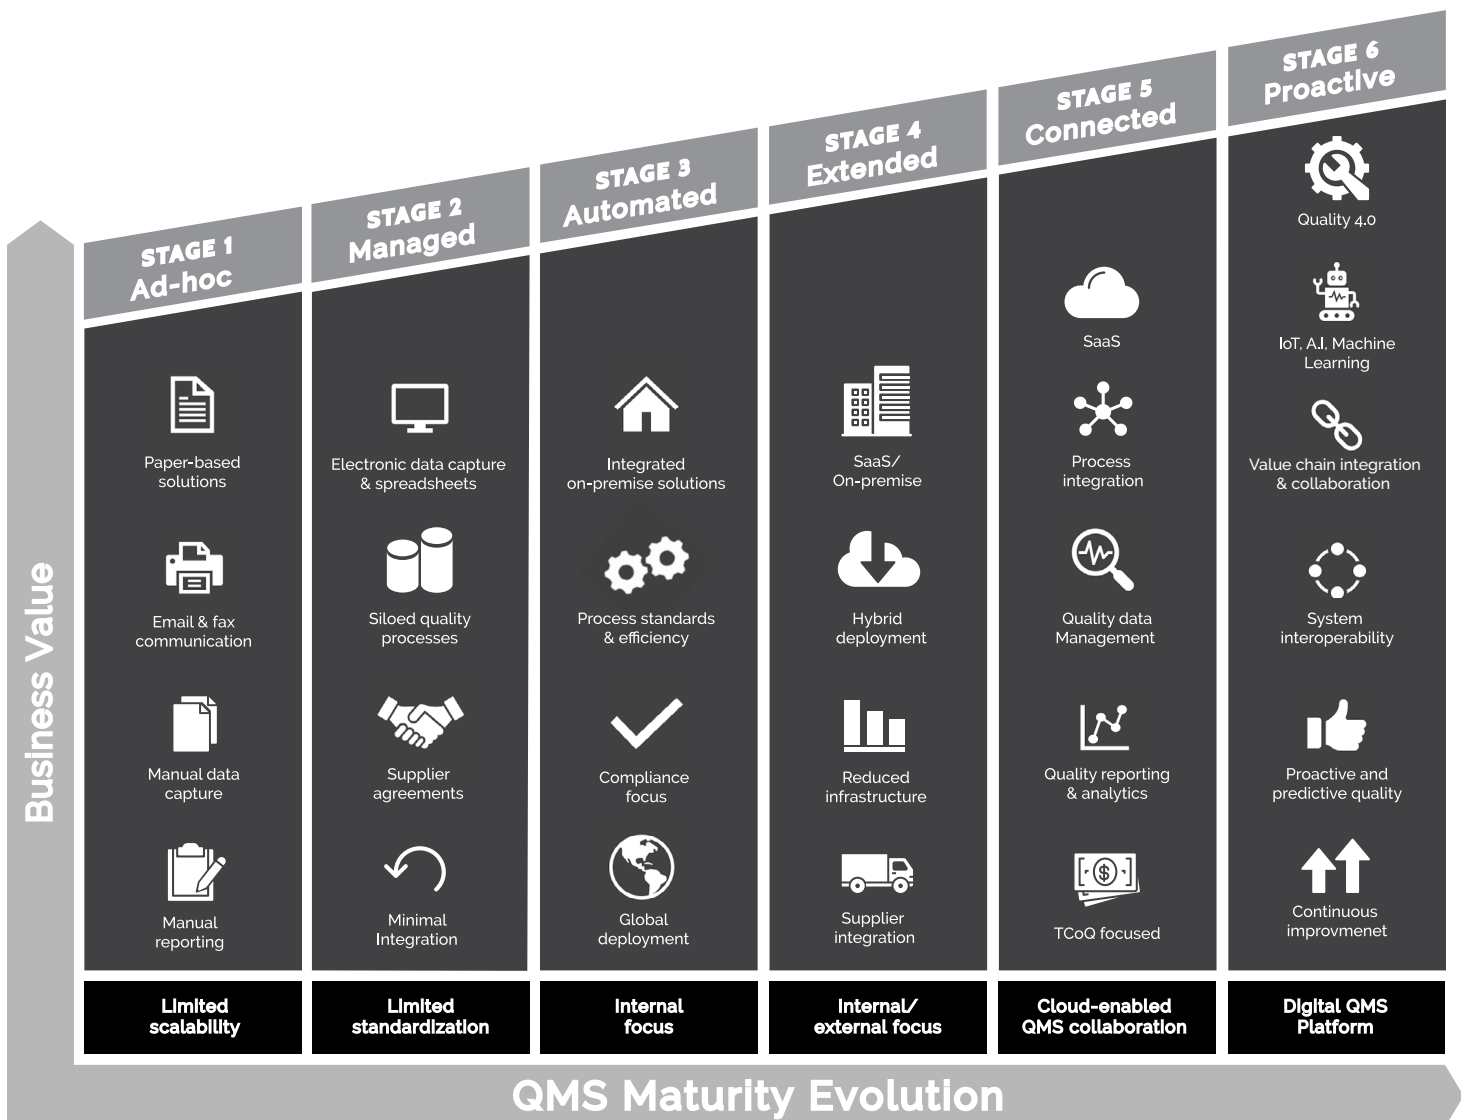 STAGE 1
Ad-hoc
Paper-based
solutions
Email & fax
communication
Manual data
capture
Manual
reporting
Limited
scalability
STAGE 2
Managed
Electronic data capture
& spreadsheets
Siloed quality
processes
Supplier
agreements
Minimal
Integration
Limited
standardization
STAGE 3
Automated
Integrated
on-premise solutions
Process standards
& efficiency
Compliance
focus
Global
deployment
Internal
focus
STAGE 4
Extended
SaaS/
On-premise
Hybrid
deployment
Reduced
infrastructure
Supplier
integration
Internal/
external focus
STAGE 5
Connected
SaaS
Process
integration
Quality data
Management
Quality reporting
& analytics
$
TCoQ focused
Cloud-enabled
QMS collaboration
STAGE 6
Proactive
Quality 4.0
IoT, A.I, Machine
Learning
Value chain integration
& collaboration
System
interoperability
Proactive and
predictive quality
Continuous
improvmenet
Digital QMS
Platform
Business Value
QMS Maturity Evolution